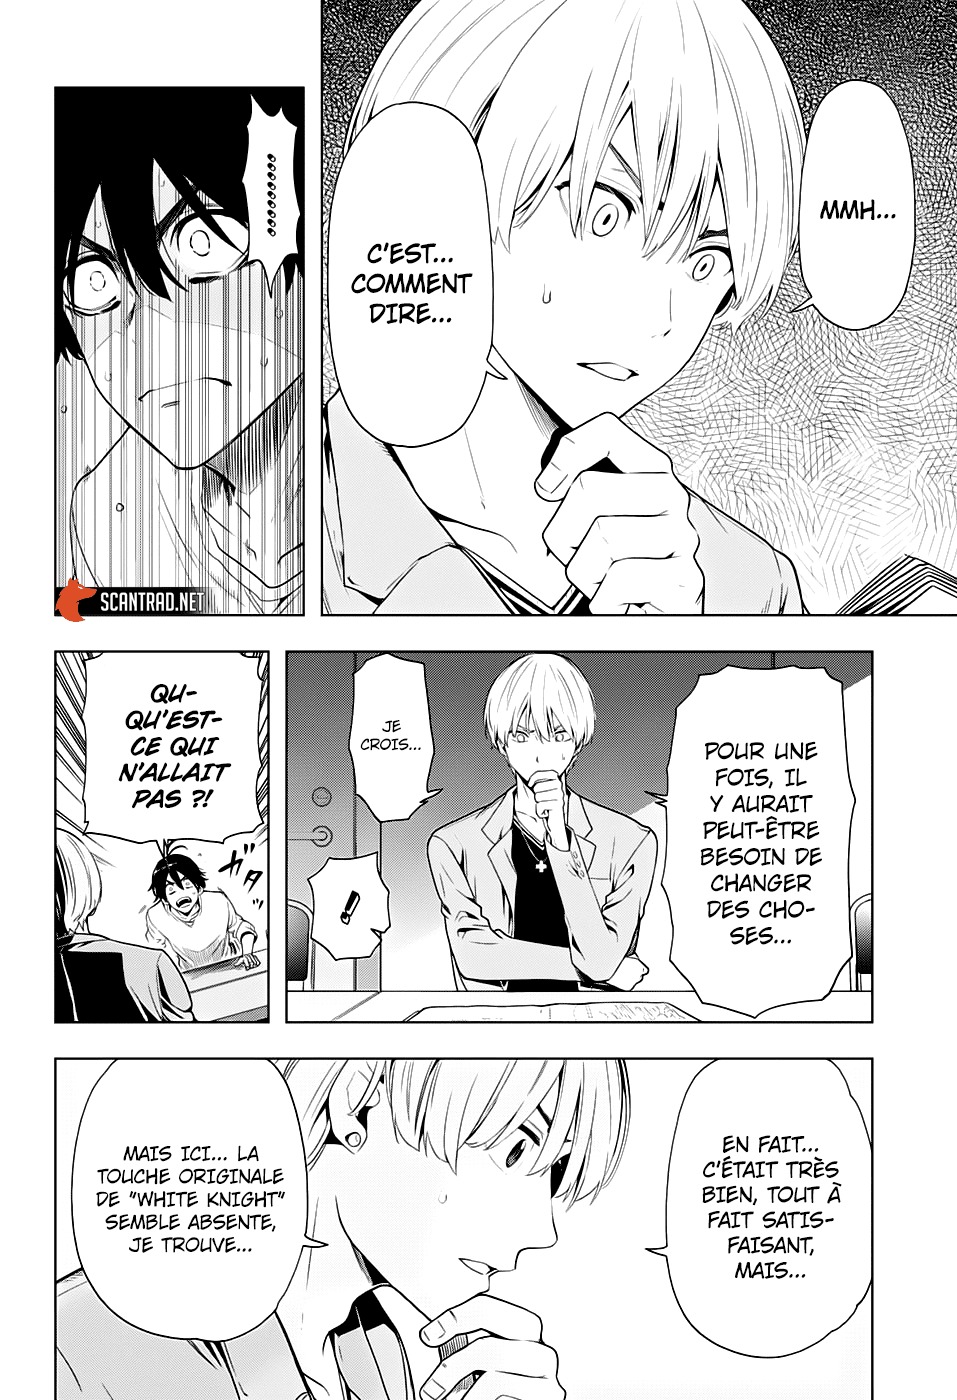 MMH...
C'EST...
COMMENT
DIRE...
............
SCANTRAD.NET
POUR UNE
FOIS, IL
Y AURAIT
PEUT-ÊTRE
BESOIN DE
CHANGER
DES CHO-
SES...
JE
CROIS...
!
QU-
QU'EST-
CE QUI
N'ALLAIT
PAS ?!
ガタ
EN FAIT...
C'ÉTAIT TRÈS
BIEN, TOUT À
FAIT SATIS-
FAISANT,
MAIS...
MAIS ICI... LA
TOUCHE ORIGINALE
DE "WHITE KNIGHT"
SEMBLE ABSENTE,
JE TROUVE...